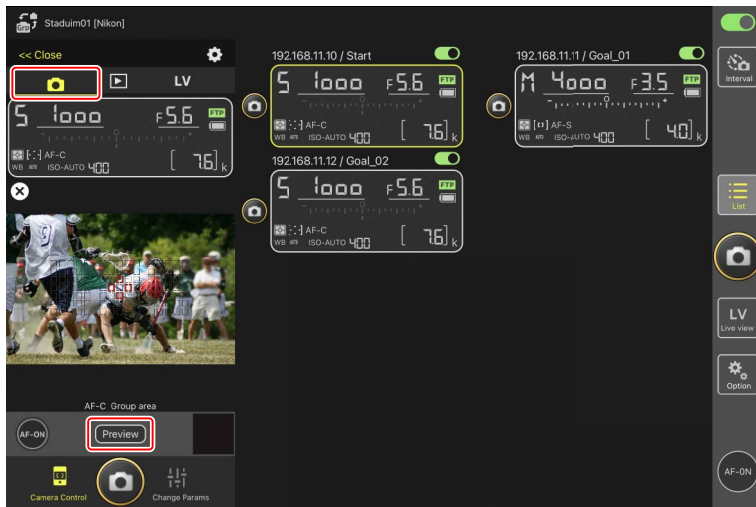 Grp Staduim01 [Nikon]
<< Close
LV
S 1000 F5.6 FTP
AF-C
WB ISO-AUTO 400 [ 7.6] k
AF-C Group area
AF-ON Preview
Camera Control Change Params
192.168.11.10 / Start
S 1000 F5.6 FTP
AF-C
WB ISO-AUTO 400 [ 7.6] k
192.168.11.11 / Goal_01
M 4000 F3.5 FTP
AF-S
WB ISO-AUTO 400 [ 4.0] k
192.168.11.12 / Goal_02
S 1000 F5.6 FTP
AF-C
WB ISO-AUTO 400 [ 7.6] k
Interval
List
LV
Live view
Option
AF-ON